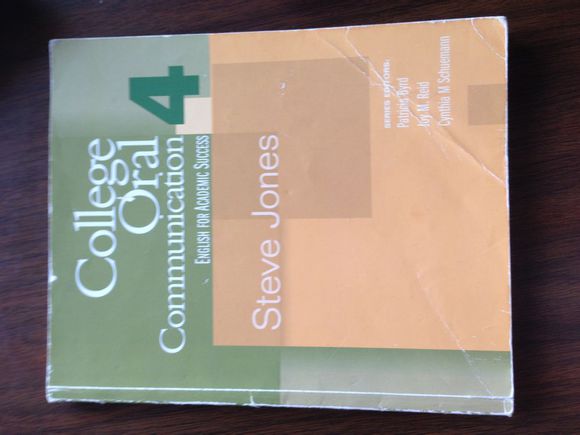 College
Oral
Communication 4
ENGLISH FOR ACADEMIC SUCCESS
Steve Jones
SERIES EDITORS:
Patricia Byrd
Joy M. Reid
Cynthia M Schuemann